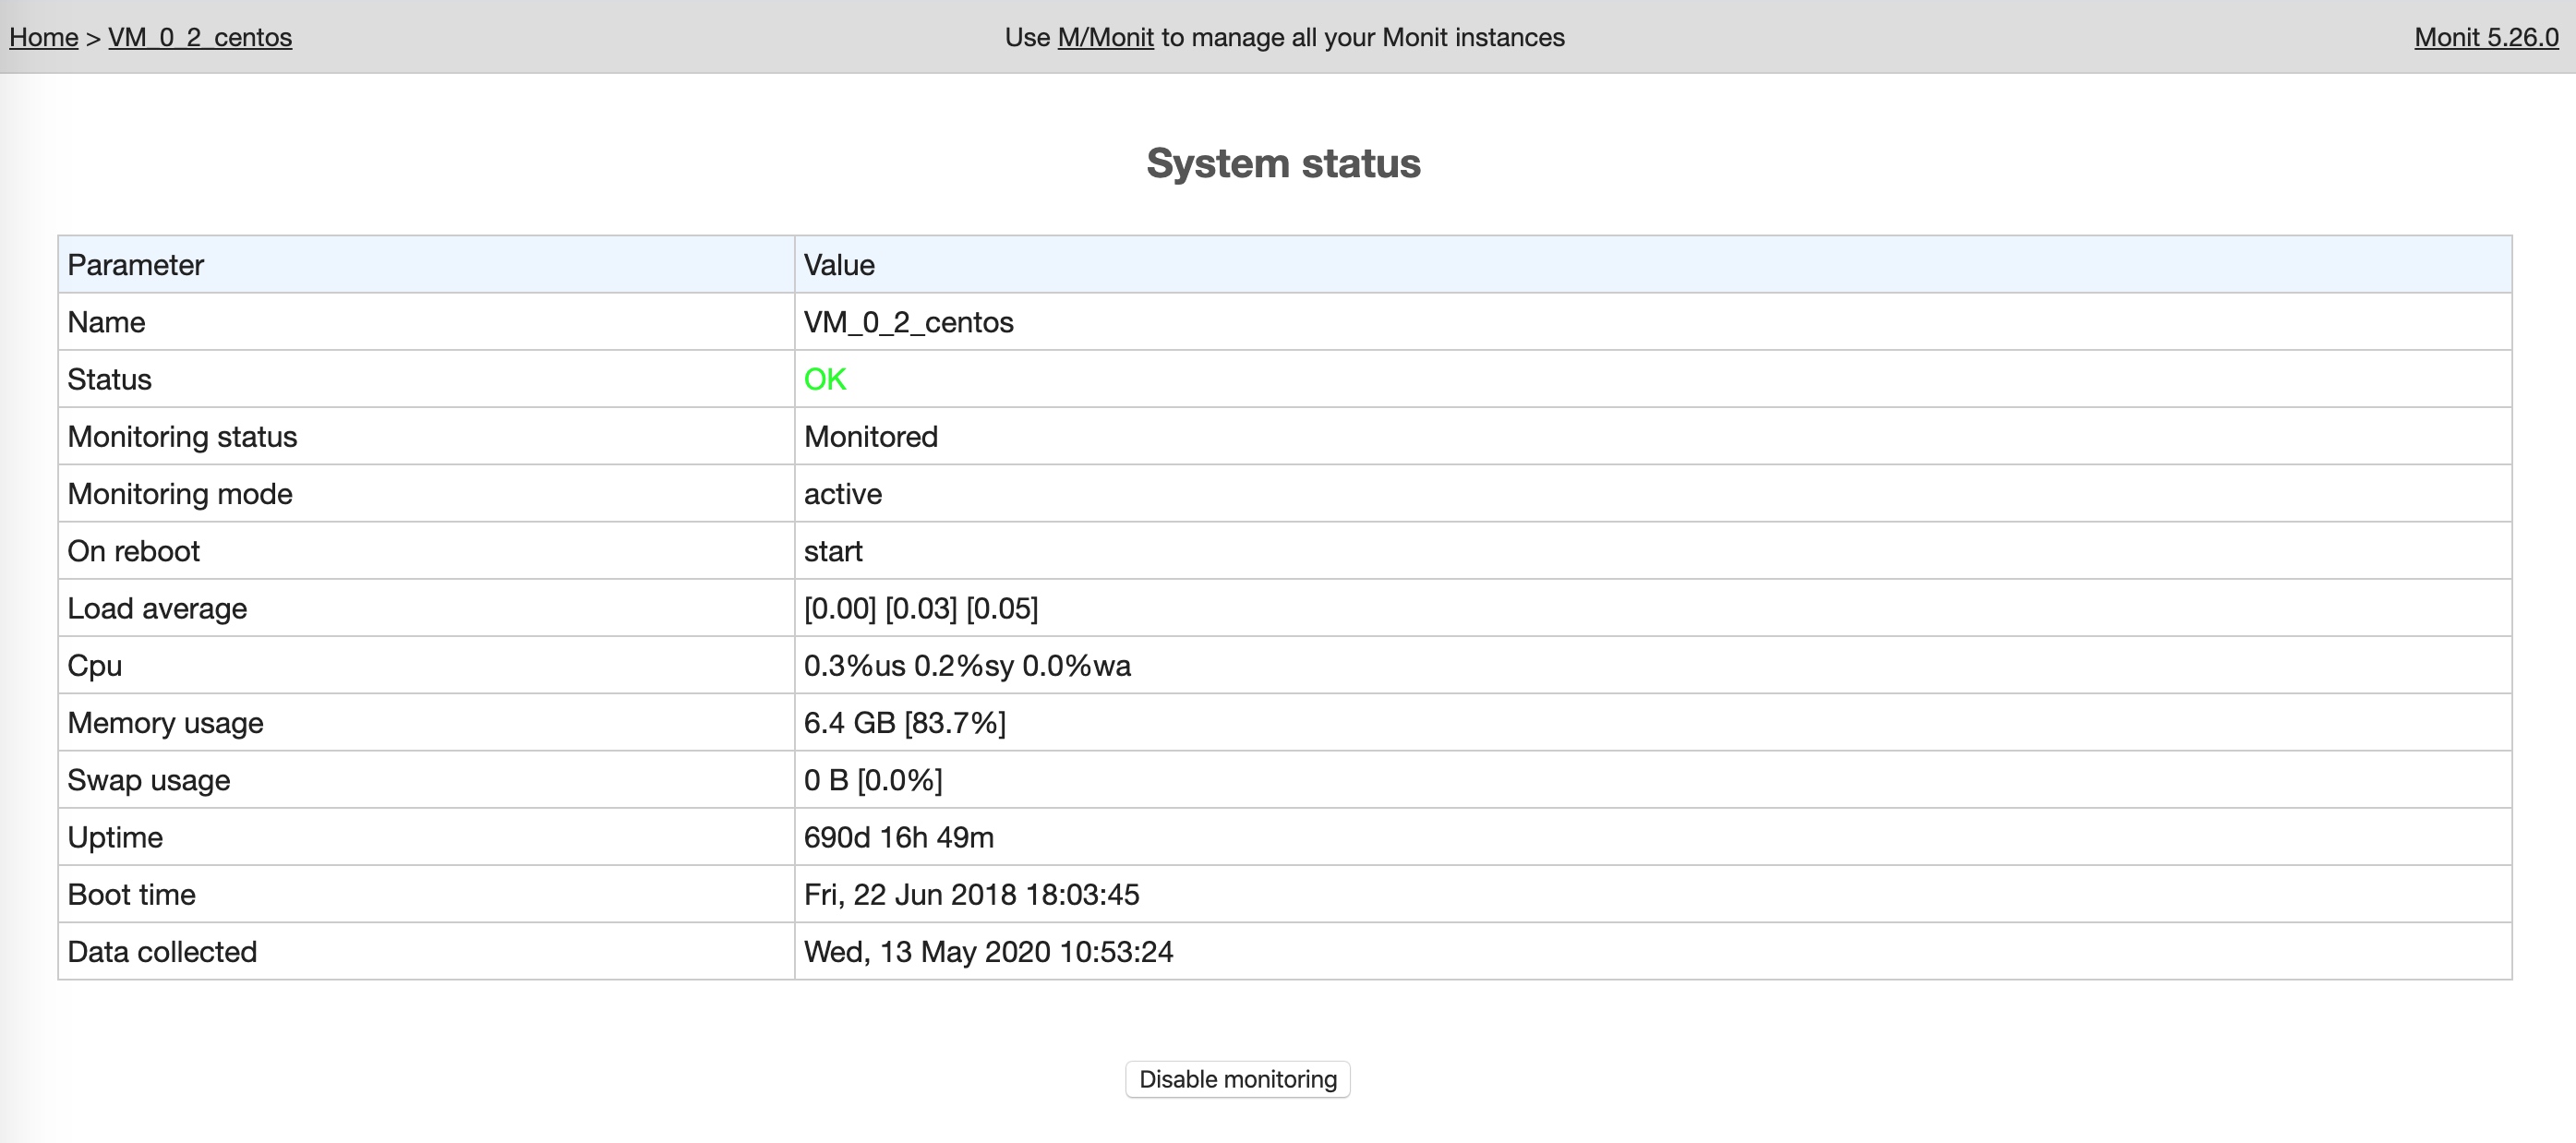 Home > VM_0_2_centos Use M/Monit to manage all your Monit instances Monit 5.26.0
System status
Parameter Value
Name VM_0_2_centos
Status OK
Monitoring status Monitored
Monitoring mode active
On reboot start
Load average [0.00] [0.03] [0.05]
Cpu 0.3%us 0.2%sy 0.0%wa
Memory usage 6.4 GB [83.7%]
Swap usage 0 B [0.0%]
Uptime 690d 16h 49m
Boot time Fri, 22 Jun 2018 18:03:45
Data collected Wed, 13 May 2020 10:53:24
Disable monitoring